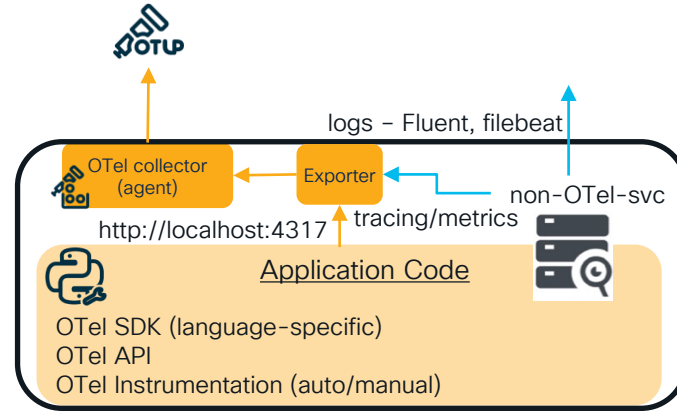 OTLP
logs – Fluent, filebeat
OTel collector
(agent)
Exporter
non-OTel-svc
http://localhost:4317
tracing/metrics
Application Code
OTel SDK (language-specific)
OTel API
OTel Instrumentation (auto/manual)